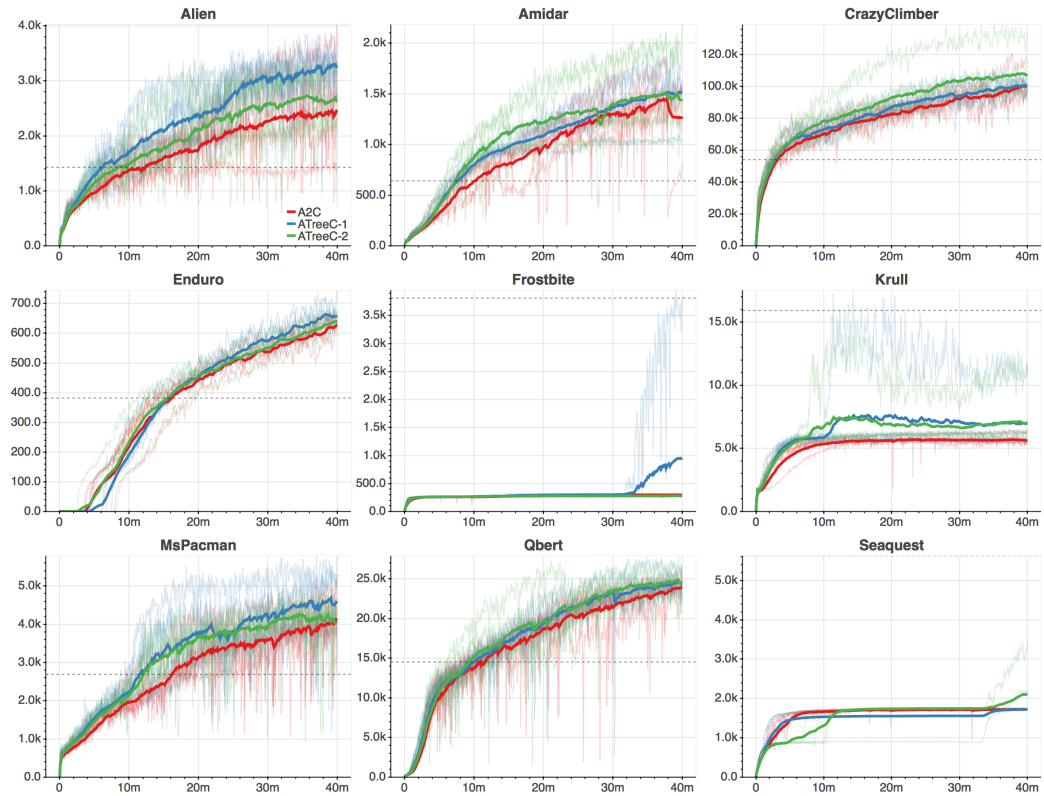 Alien
4.0k
3.0k
2.0k
1.0k
0.0
0 10m 20m 30m 40m
A2C
ATreeC-1
ATreeC-2
Amidar
2.0k
1.5k
1.0k
500.0
0.0
0 10m 20m 30m 40m
CrazyClimber
120.0k
100.0k
80.0k
60.0k
40.0k
20.0k
0.0
0 10m 20m 30m 40m
Enduro
700.0
600.0
500.0
400.0
300.0
200.0
100.0
0.0
0 10m 20m 30m 40m
Frostbite
3.5k
3.0k
2.5k
2.0k
1.5k
1.0k
500.0
0.0
0 10m 20m 30m 40m
Krull
15.0k
10.0k
5.0k
0.0
0 10m 20m 30m 40m
MsPacman
5.0k
4.0k
3.0k
2.0k
1.0k
0.0
0 10m 20m 30m 40m
Qbert
25.0k
20.0k
15.0k
10.0k
5.0k
0.0
0 10m 20m 30m 40m
Seaquest
5.0k
4.0k
3.0k
2.0k
1.0k
0.0
0 10m 20m 30m 40m